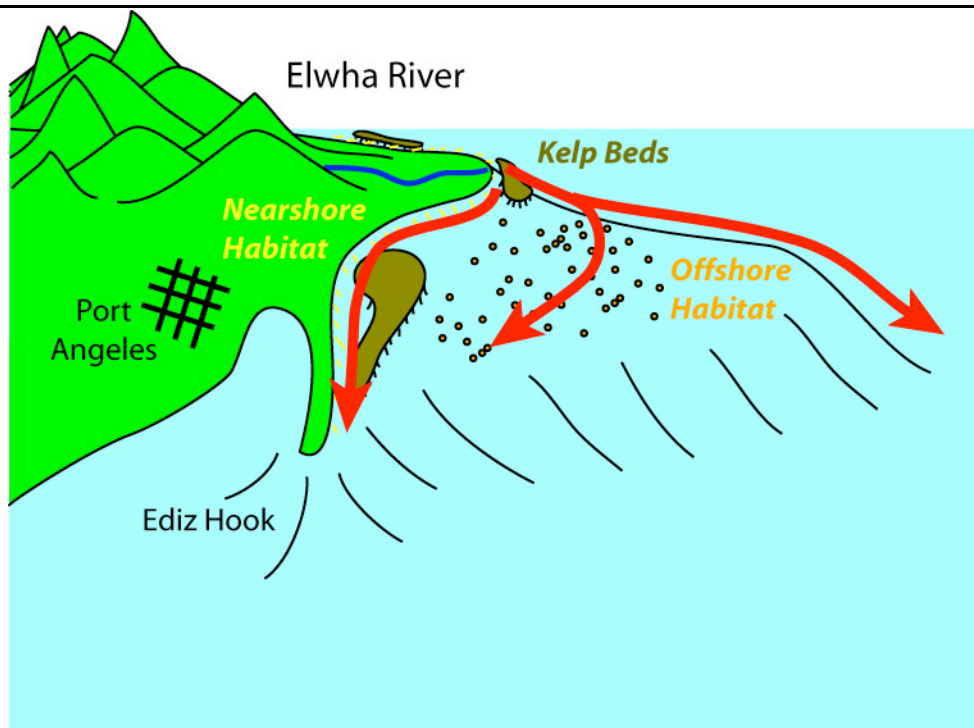 Elwha River
Kelp Beds
Nearshore
Habitat
Offshore
Habitat
Port
Angeles
Ediz Hook